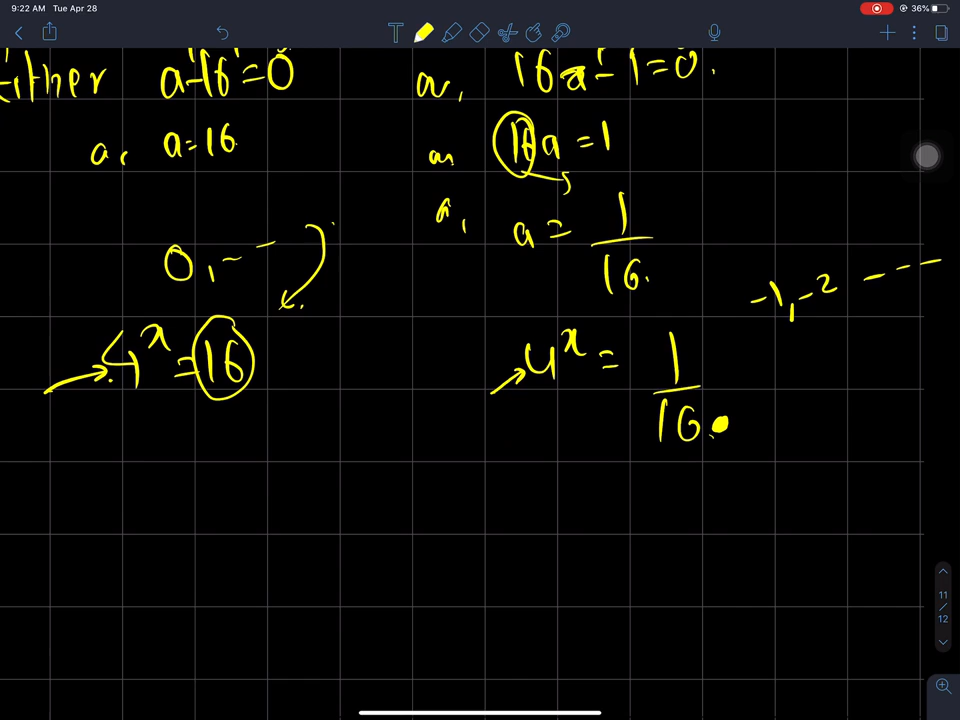 9:22 AM Tue Apr 28
36%
Either a-16=0 or, 16a-1=0.
or, a=16 or, 16a=1
or, a=1/16.
0, - -
-1, -2 - - -
4^x=16 4^x=1/16.
11
/
12